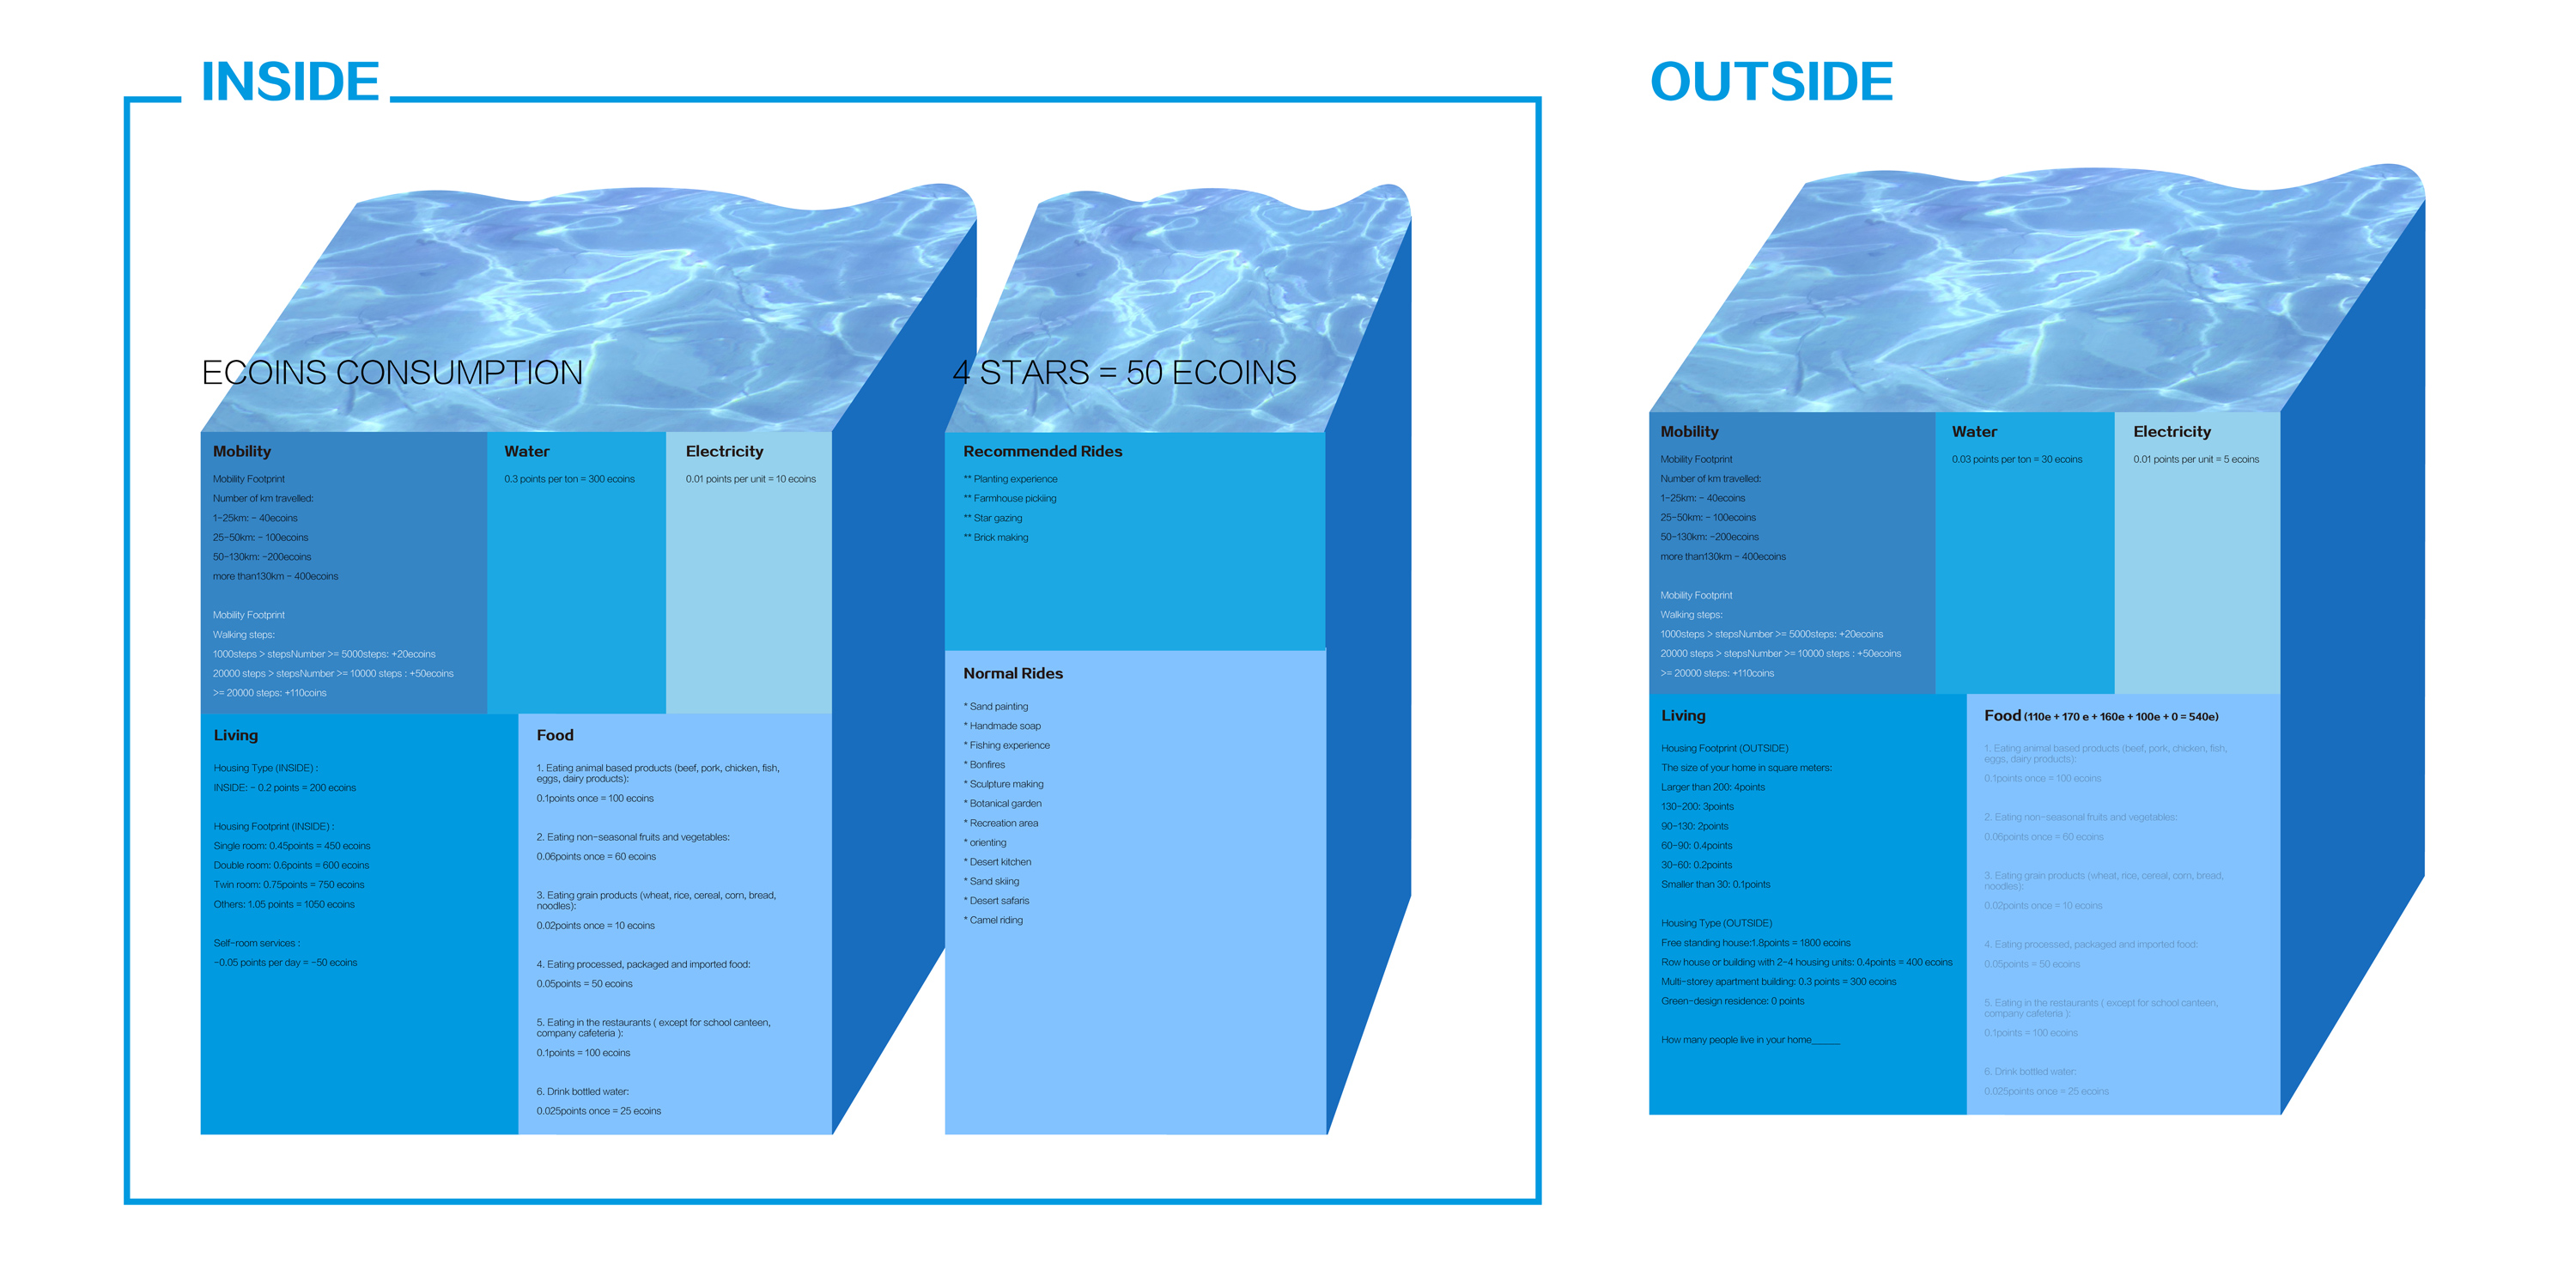 INSIDE
ECOINS CONSUMPTION
Mobility
Mobility Footprint
Number of km travelled:
1-25km: - 40ecoins
25-50km: - 100ecoins
50-130km: -200ecoins
more than130km - 400ecoins
Mobility Footprint
Walking steps:
1000steps > stepsNumber >= 5000steps: +20ecoins
20000 steps > stepsNumber >= 10000 steps : +50ecoins
>= 20000 steps: +110coins
Water
0.3 points per ton = 300 ecoins
Electricity
0.01 points per unit = 10 ecoins
Living
Housing Type (INSIDE) :
INSIDE: - 0.2 points = 200 ecoins
Housing Footprint (INSIDE) :
Single room: 0.45points = 450 ecoins
Double room: 0.6points = 600 ecoins
Twin room: 0.75points = 750 ecoins
Others: 1.05 points = 1050 ecoins
Self-room services :
-0.05 points per day = -50 ecoins
Food
1. Eating animal based products (beef, pork, chicken, fish,
eggs, dairy products):
0.1points once = 100 ecoins
2. Eating non-seasonal fruits and vegetables:
0.06points once = 60 ecoins
3. Eating grain products (wheat, rice, cereal, corn, bread,
noodles):
0.02points once = 10 ecoins
4. Eating processed, packaged and imported food:
0.05points = 50 ecoins
5. Eating in the restaurants ( except for school canteen,
company cafeteria ):
0.1points = 100 ecoins
6. Drink bottled water:
0.025points once = 25 ecoins
4 STARS = 50 ECOINS
Recommended Rides
** Planting experience
** Farmhouse pickiing
** Star gazing
** Brick making
Normal Rides
* Sand painting
* Handmade soap
* Fishing experience
* Bonfires
* Sculpture making
* Botanical garden
* Recreation area
* orienting
* Desert kitchen
* Sand skiing
* Desert safaris
* Camel riding
OUTSIDE
Mobility
Mobility Footprint
Number of km travelled:
1-25km: - 40ecoins
25-50km: - 100ecoins
50-130km: -200ecoins
more than130km - 400ecoins
Mobility Footprint
Walking steps:
1000steps > stepsNumber >= 5000steps: +20ecoins
20000 steps > stepsNumber >= 10000 steps : +50ecoins
>= 20000 steps: +110coins
Water
0.03 points per ton = 30 ecoins
Electricity
0.01 points per unit = 5 ecoins
Living
Housing Footprint (OUTSIDE)
The size of your home in square meters:
Larger than 200: 4points
130-200: 3points
90-130: 2points
60-90: 0.4points
30-60: 0.2points
Smaller than 30: 0.1points
Housing Type (OUTSIDE)
Free standing house:1.8points = 1800 ecoins
Row house or building with 2-4 housing units: 0.4points = 400 ecoins
Multi-storey apartment building: 0.3 points = 300 ecoins
Green-design residence: 0 points
How many people live in your home_____
Food (110e + 170 e + 160e + 100e + 0 = 540e)
1. Eating animal based products (beef, pork, chicken, fish,
eggs, dairy products):
0.1points once = 100 ecoins
2. Eating non-seasonal fruits and vegetables:
0.06points once = 60 ecoins
3. Eating grain products (wheat, rice, cereal, corn, bread,
noodles):
0.02points once = 10 ecoins
4. Eating processed, packaged and imported food:
0.05points = 50 ecoins
5. Eating in the restaurants ( except for school canteen,
company cafeteria ):
0.1points = 100 ecoins
6. Drink bottled water:
0.025points once = 25 ecoins